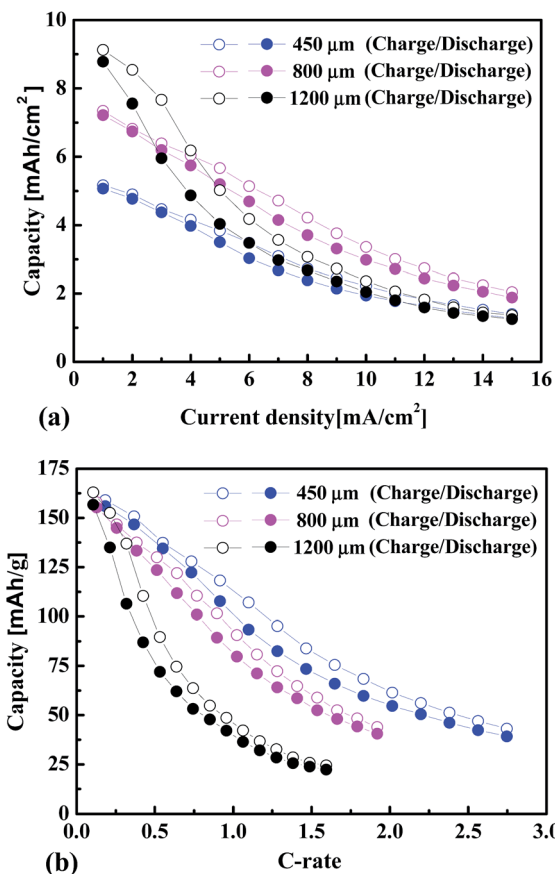 10
8
6
4
2
0
Capacity [mAh/cm²]
450 μm (Charge/Discharge)
800 μm (Charge/Discharge)
1200 μm (Charge/Discharge)
0 2 4 6 8 10 12 14 16
(a) Current density[mA/cm²]
175
150
125
100
75
50
25
0
Capacity [mAh/g]
450 μm (Charge/Discharge)
800 μm (Charge/Discharge)
1200 μm (Charge/Discharge)
0.0 0.5 1.0 1.5 2.0 2.5 3.0
(b) C-rate